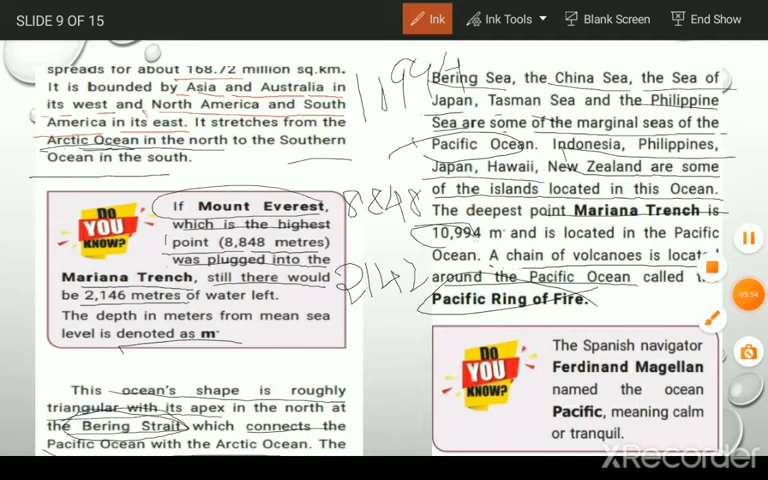 SLIDE 9 OF 15
Ink
Ink Tools
Blank Screen
End Show
spreads for about 168.72 million sq.km.
It is bounded by Asia and Australia in
its west and North America and South
America in its east. It stretches from the
Arctic Ocean in the north to the Southern
Ocean in the south.
DO
YOU
KNOW?
If Mount Everest,
which is the highest
point (8,848 metres)
was plugged into the
Mariana Trench, still there would
be 2,146 metres of water left.
The depth in meters from mean sea
level is denoted as m-
This ocean's shape is roughly
triangular with its apex in the north at
the Bering Strait which connects the
Pacific Ocean with the Arctic Ocean. The
10994
8848
2142
Bering Sea, the China Sea, the Sea of
Japan, Tasman Sea and the Philippine
Sea are some of the marginal seas of the
Pacific Ocean. Indonesia, Philippines,
Japan, Hawaii, New Zealand are some
of the islands located in this Ocean.
The deepest point Mariana Trench is
10,994 m- and is located in the Pacific
Ocean. A chain of volcanoes is located
around the Pacific Ocean called
Pacific Ring of Fire.
DO
YOU
KNOW?
The Spanish navigator
Ferdinand Magellan
named the ocean
Pacific, meaning calm
or tranquil.
05:54
XRecorder